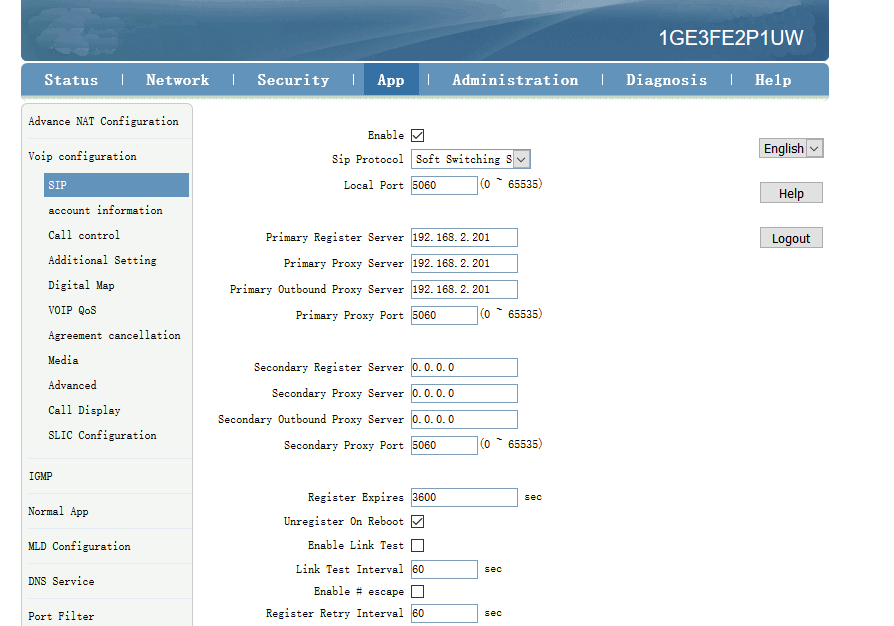 1GE3FE2P1UW
Status | Network | Security | App | Administration | Diagnosis | Help
Advance NAT Configuration
Voip configuration
SIP
account information
Call control
Additional Setting
Digital Map
VOIP QoS
Agreement cancellation
Media
Advanced
Call Display
SLIC Configuration
IGMP
Normal App
MLD Configuration
DNS Service
Port Filter
Enable
Sip Protocol Soft Switching S
Local Port 5060 (0 ~ 65535)
Primary Register Server 192.168.2.201
Primary Proxy Server 192.168.2.201
Primary Outbound Proxy Server 192.168.2.201
Primary Proxy Port 5060 (0 ~ 65535)
Secondary Register Server 0.0.0.0
Secondary Proxy Server 0.0.0.0
Secondary Outbound Proxy Server 0.0.0.0
Secondary Proxy Port 5060 (0 ~ 65535)
Register Expires 3600 sec
Unregister On Reboot
Enable Link Test
Link Test Interval 60 sec
Enable # escape
Register Retry Interval 60 sec
English
Help
Logout